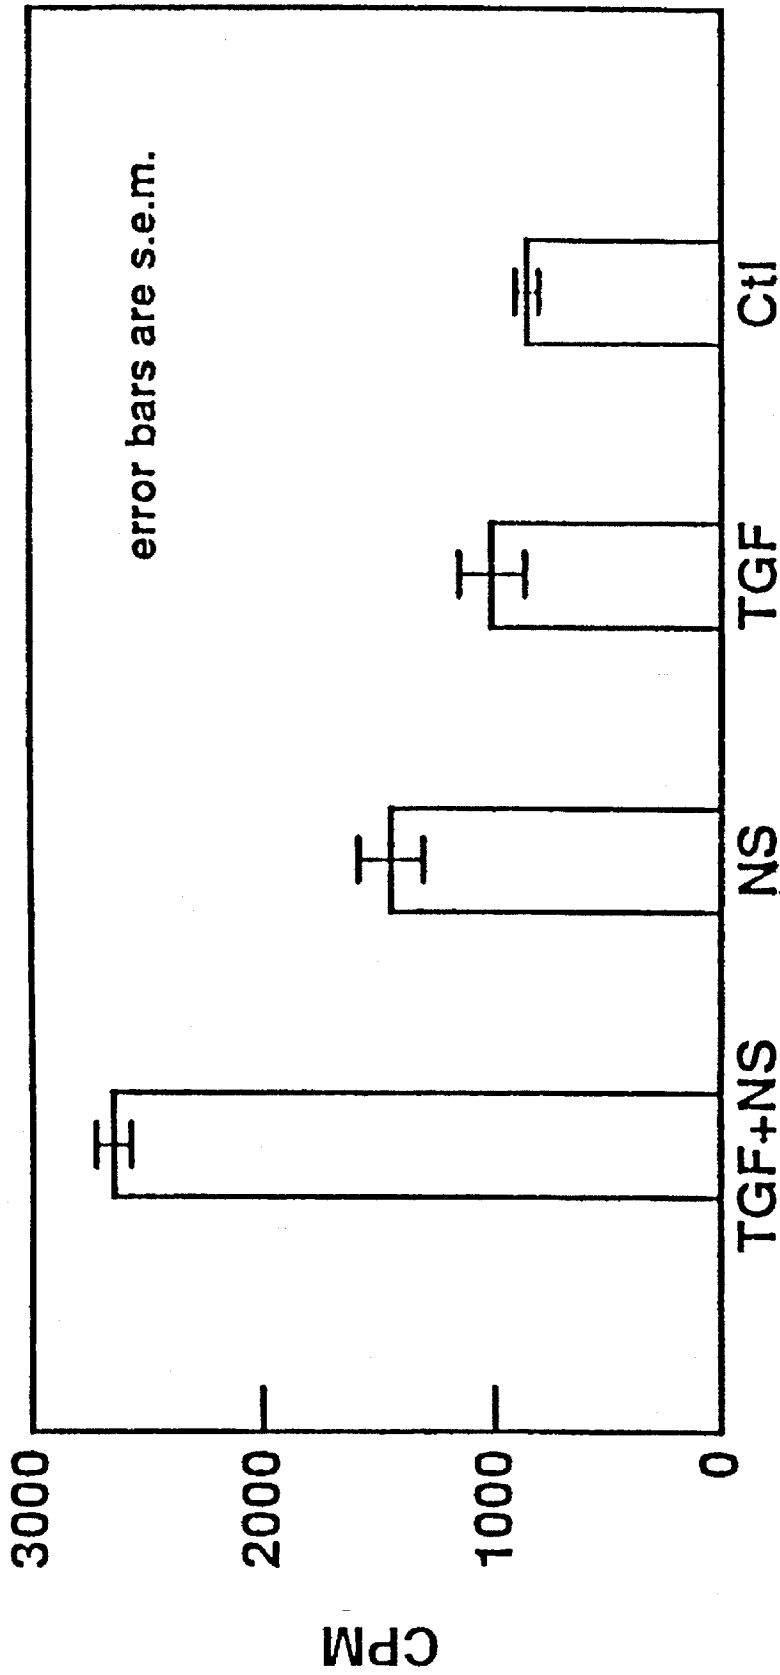 error bars are s.e.m.
3000
2000
1000
0
CPM
TGF+NS
NS
TGF
Ctl